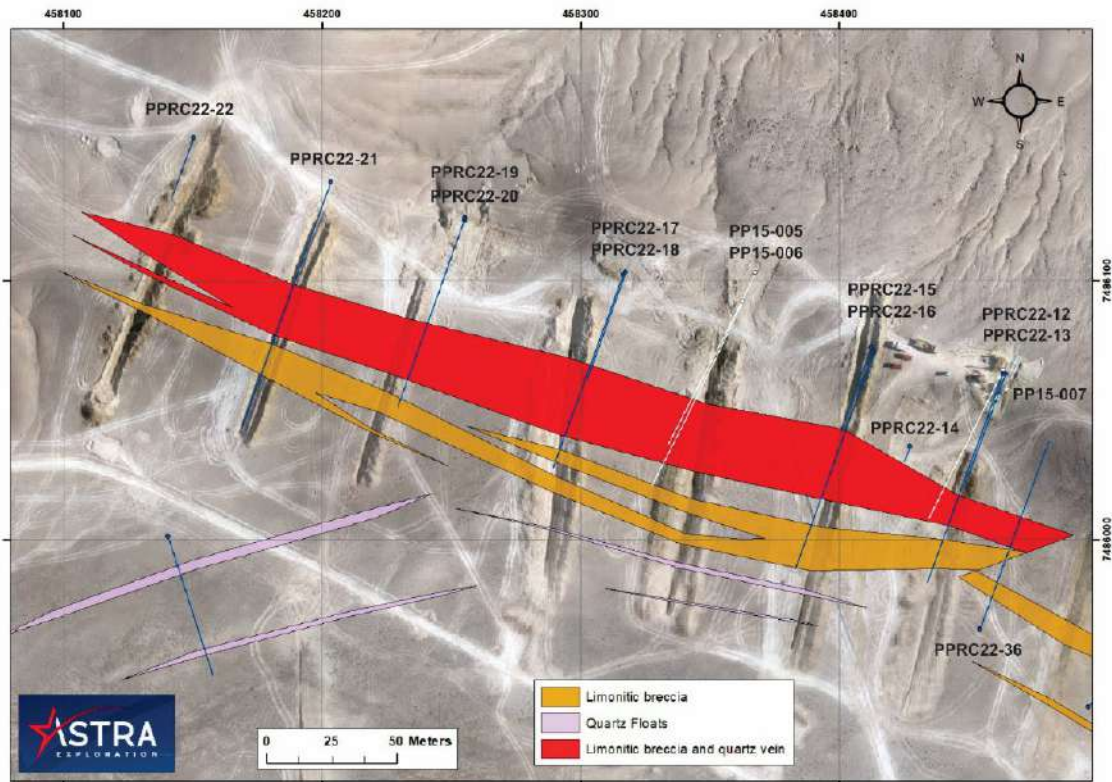 458100
458200
458300
458400
N
W
E
S
PPRC22-22
PPRC22-21
PPRC22-19
PPRC22-20
PPRC22-17
PPRC22-18
PP15-005
PP15-006
PPRC22-15
PPRC22-16
PPRC22-12
PPRC22-13
PP15-007
PPRC22-14
PPRC22-36
7486100
7486000
ASTRA
EXPLORATION
0 25 50 Meters
Limonitic breccia
Quartz Floats
Limonitic breccia and quartz vein